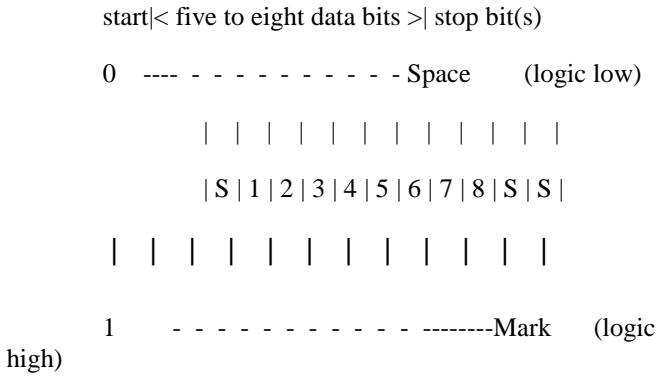 start|< five to eight data bits >| stop bit(s)
0 ---- - - - - - - - - - - - Space (logic low)
| | | | | | | | | | | |
| S | 1 | 2 | 3 | 4 | 5 | 6 | 7 | 8 | S | S |
| | | | | | | | | | | |
1 - - - - - - - - - - - - --------Mark (logic
high)